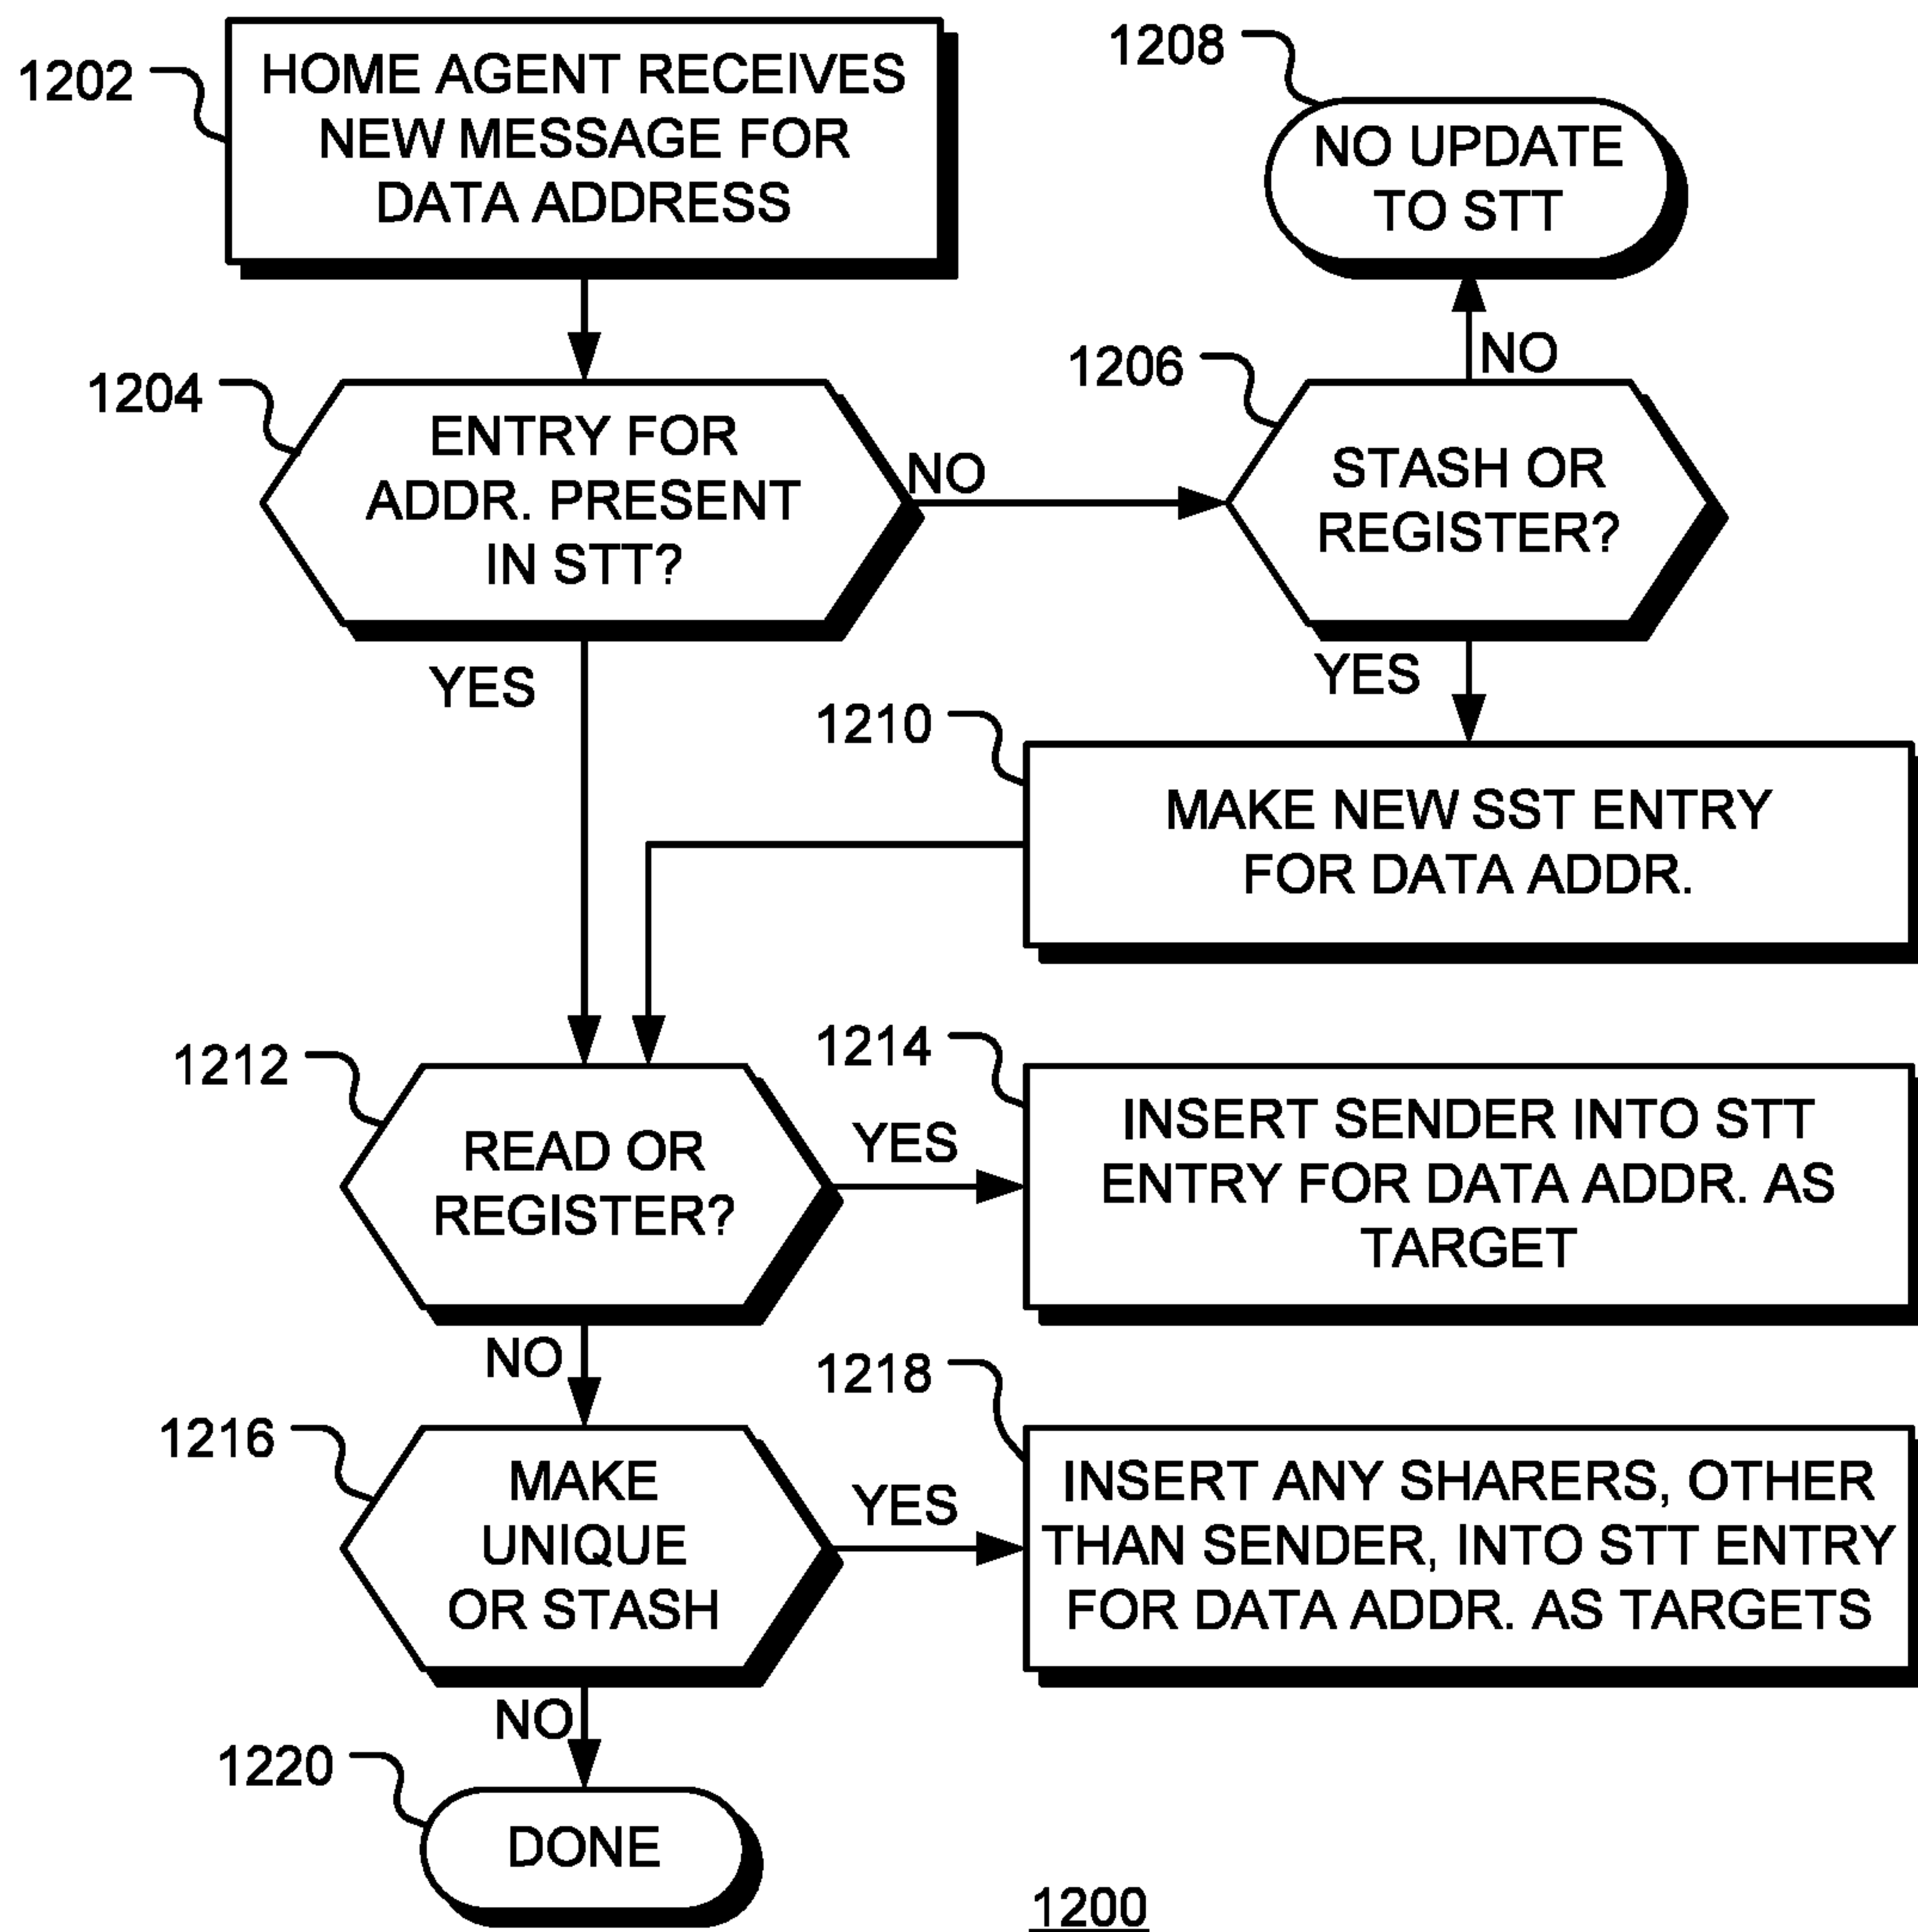 1202
HOME AGENT RECEIVES
NEW MESSAGE FOR
DATA ADDRESS
1208
NO UPDATE
TO STT
1204
ENTRY FOR
ADDR. PRESENT
IN STT?
NO
YES
1206
STASH OR
REGISTER?
NO
YES
1210
MAKE NEW SST ENTRY
FOR DATA ADDR.
1212
READ OR
REGISTER?
YES
NO
1214
INSERT SENDER INTO STT
ENTRY FOR DATA ADDR. AS
TARGET
1216
MAKE
UNIQUE
OR STASH
YES
NO
1218
INSERT ANY SHARERS, OTHER
THAN SENDER, INTO STT ENTRY
FOR DATA ADDR. AS TARGETS
1220
DONE
1200